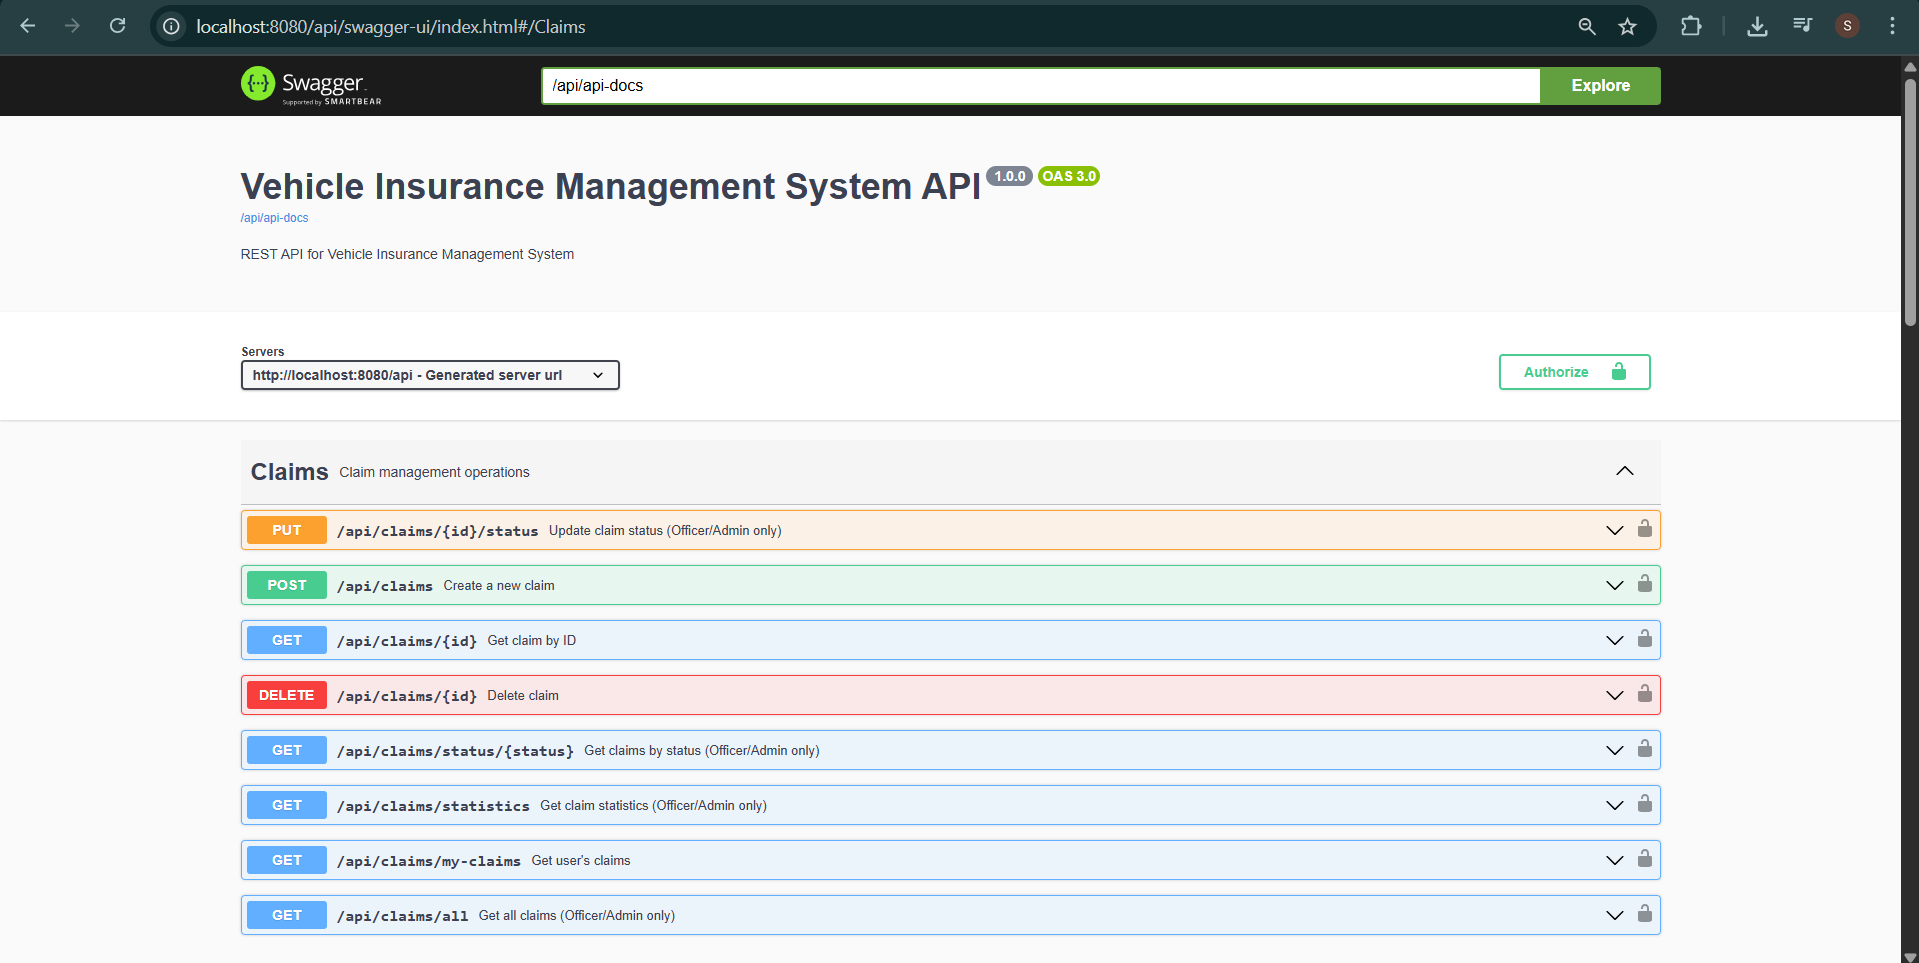 localhost:8080/api/swagger-ui/index.html#/Claims
S
Swagger
Supported by SMARTBEAR
/api/api-docs
Explore
Vehicle Insurance Management System API 1.0.0 OAS 3.0
/api/api-docs
REST API for Vehicle Insurance Management System
Servers
http://localhost:8080/api - Generated server url
Authorize
Claims Claim management operations
PUT /api/claims/{id}/status Update claim status (Officer/Admin only)
POST /api/claims Create a new claim
GET /api/claims/{id} Get claim by ID
DELETE /api/claims/{id} Delete claim
GET /api/claims/status/{status} Get claims by status (Officer/Admin only)
GET /api/claims/statistics Get claim statistics (Officer/Admin only)
GET /api/claims/my-claims Get user's claims
GET /api/claims/all Get all claims (Officer/Admin only)